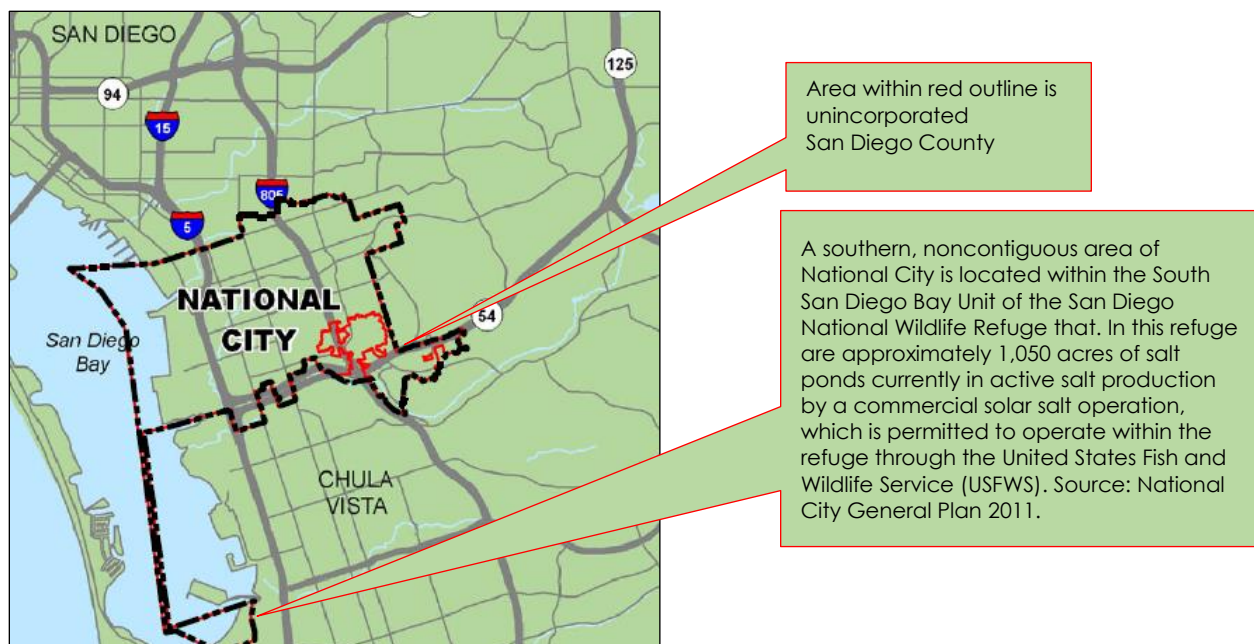 SAN DIEGO
94
15
805
5
125
NATIONAL
CITY
San Diego
Bay
54
CHULA
VISTA
Area within red outline is
unincorporated
San Diego County
A southern, noncontiguous area of
National City is located within the South
San Diego Bay Unit of the San Diego
National Wildlife Refuge that. In this refuge
are approximately 1,050 acres of salt
ponds currently in active salt production
by a commercial solar salt operation,
which is permitted to operate within the
refuge through the United States Fish and
Wildlife Service (USFWS). Source: National
City General Plan 2011.